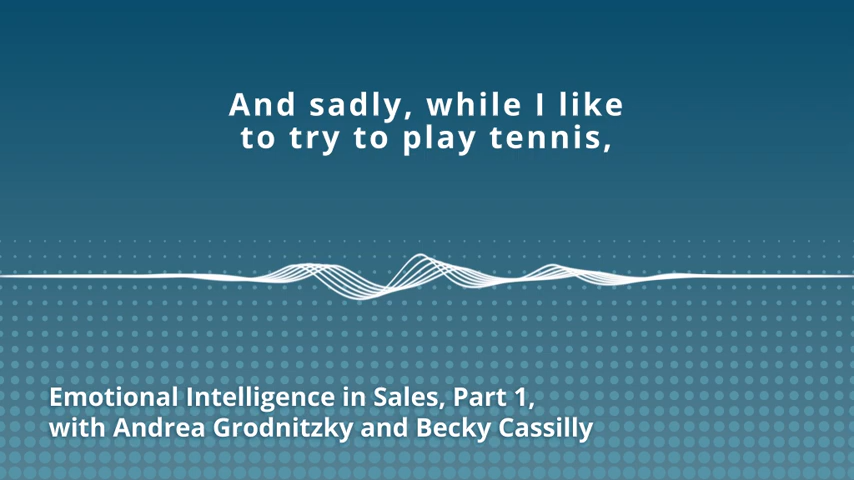 And sadly, while I like
to try to play tennis,
Emotional Intelligence in Sales, Part 1,
with Andrea Grodnitzky and Becky Cassilly